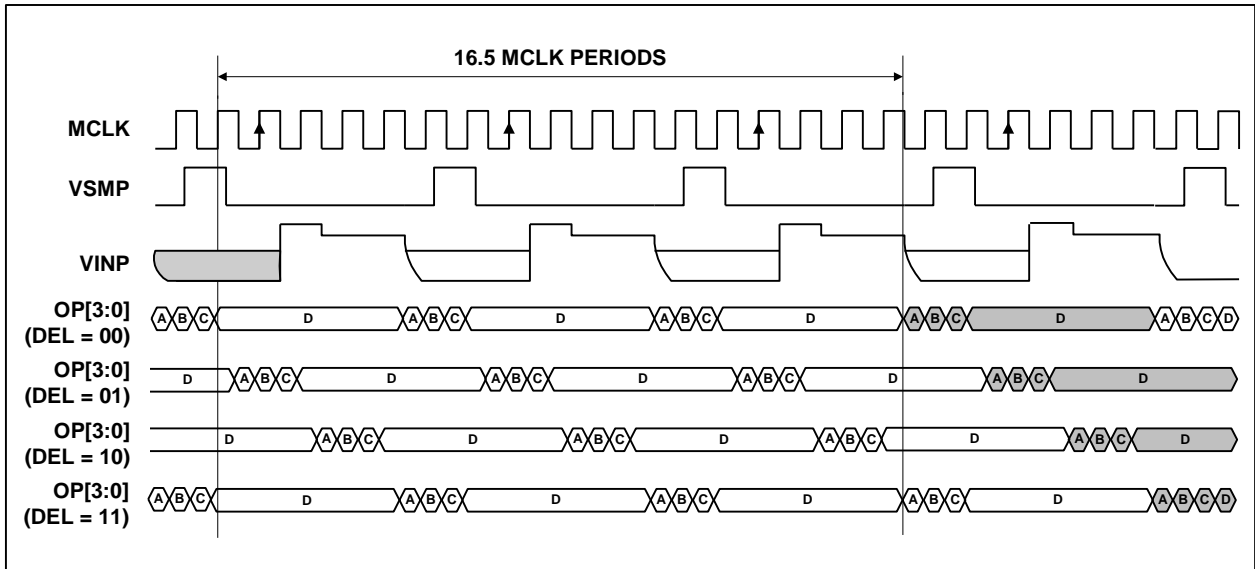 16.5 MCLK PERIODS
MCLK
VSMP
VINP
OP[3:0]
(DEL = 00)
A B C D A B C D A B C D A B C D A B C D
OP[3:0]
(DEL = 01)
D A B C D A B C D A B C D A B C D
OP[3:0]
(DEL = 10)
D A B C D A B C D A B C D A B C D
OP[3:0]
(DEL = 11)
A B C D A B C D A B C D A B C D A B C D